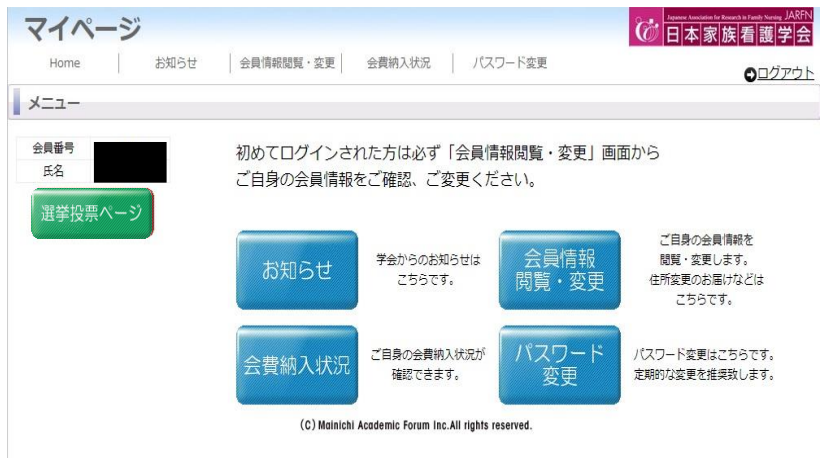 マイページ
Japanese Association for Research in Family Nursing JARFN
日本家族看護学会
Home お知らせ 会員情報閲覧・変更 会費納入状況 パスワード変更
ログアウト
メニュー
会員番号
氏名
選挙投票ページ
初めてログインされた方は必ず「会員情報閲覧・変更」画面から
ご自身の会員情報をご確認、ご変更ください。
お知らせ
学会からのお知らせは
こちらです。
会員情報
閲覧・変更
ご自身の会員情報を
閲覧・変更します。
住所変更のお届けなどは
こちらです。
会費納入状況
ご自身の会費納入状況が
確認できます。
パスワード
変更
パスワード変更はこちらです。
定期的な変更を推奨致します。
(C) Mainichi Academic Forum Inc.All rights reserved.